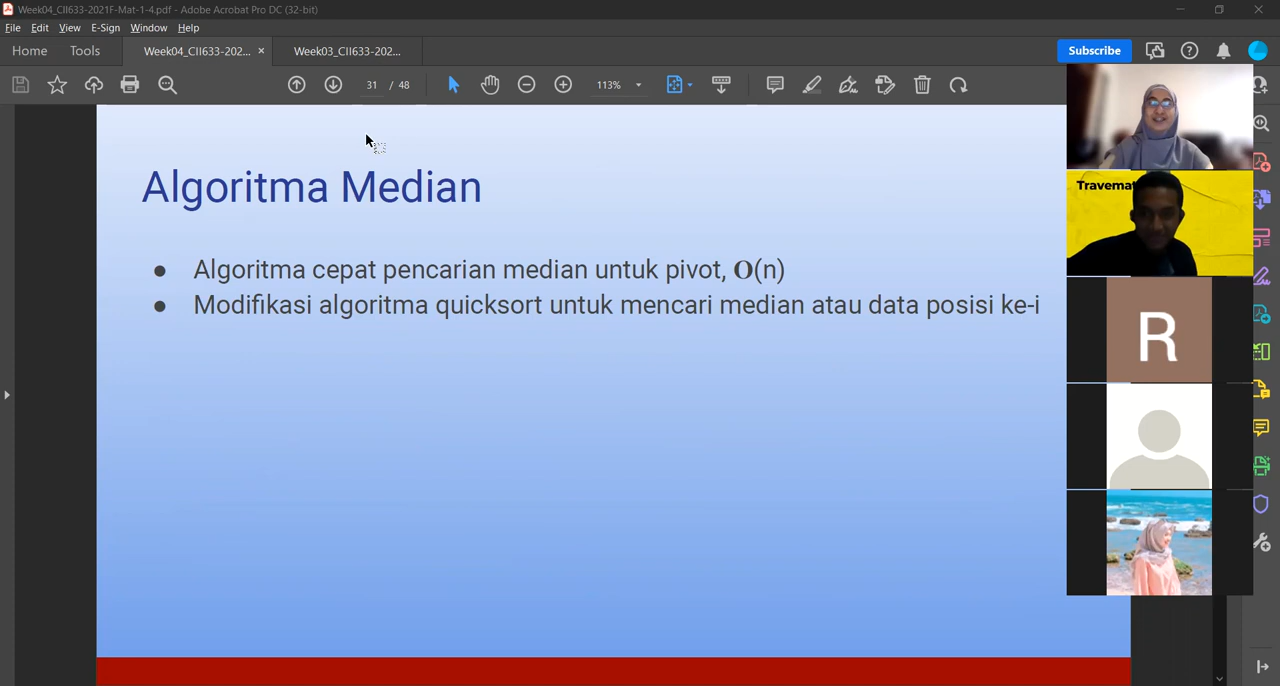 Week04_CII633-2021F-Mat-1-4.pdf - Adobe Acrobat Pro DC (32-bit)
File Edit View E-Sign Window Help
Home Tools Week04_CII633-202... × Week03_CII633-202... Subscribe
31 / 48 113%
Algoritma Median
● Algoritma cepat pencarian median untuk pivot, O(n)
● Modifikasi algoritma quicksort untuk mencari median atau data posisi ke-i
R